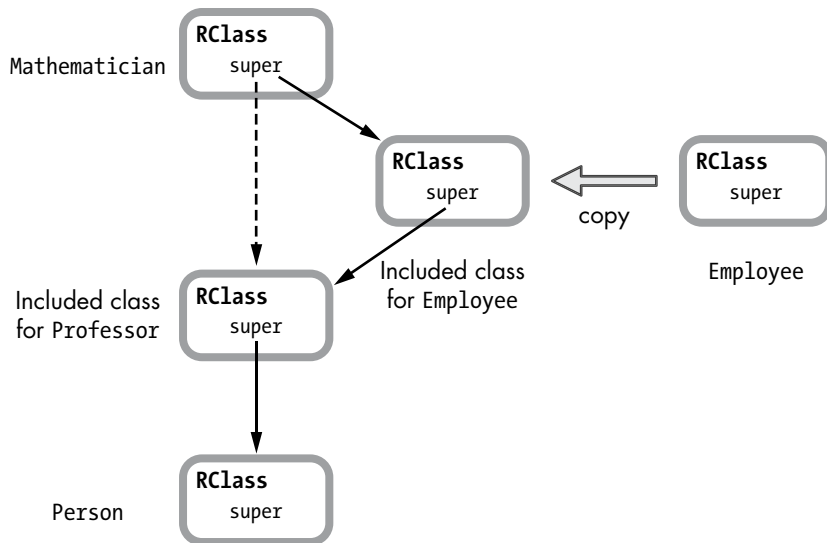 RClass
super
Mathematician
RClass
super
RClass
super
copy
Included class
for Employee
Employee
Included class
for Professor
RClass
super
RClass
super
Person